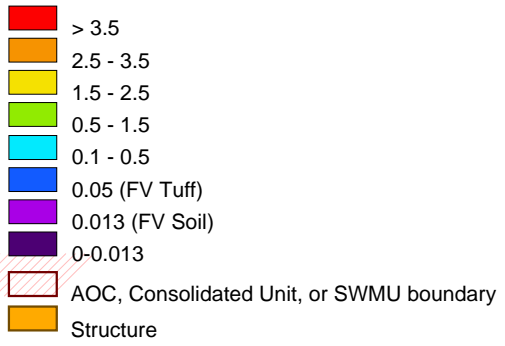 > 3.5
2.5 - 3.5
1.5 - 2.5
0.5 - 1.5
0.1 - 0.5
0.05 (FV Tuff)
0.013 (FV Soil)
0-0.013
AOC, Consolidated Unit, or SWMU boundary
Structure